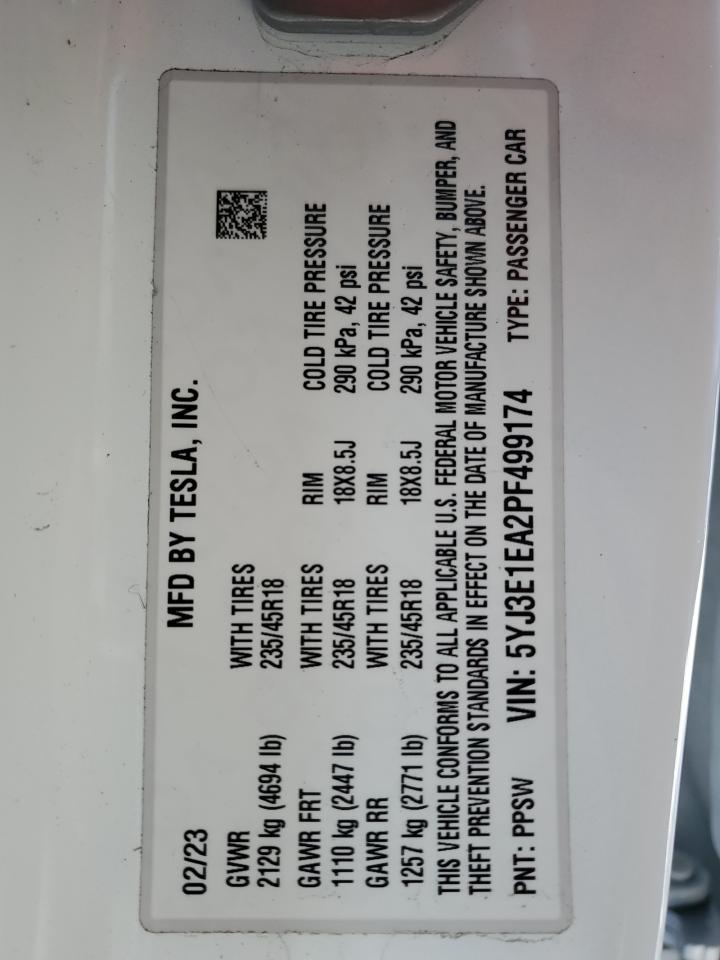 MFD BY TESLA, INC.
02/23
GVWR WITH TIRES
2129 kg (4694 lb) 235/45R18
GAWR FRT WITH TIRES RIM COLD TIRE PRESSURE
1110 kg (2447 lb) 235/45R18 18X8.5J 290 kPa, 42 psi
GAWR RR WITH TIRES RIM COLD TIRE PRESSURE
1257 kg (2771 lb) 235/45R18 18X8.5J 290 kPa, 42 psi
THIS VEHICLE CONFORMS TO ALL APPLICABLE U.S. FEDERAL MOTOR VEHICLE SAFETY, BUMPER, AND
THEFT PREVENTION STANDARDS IN EFFECT ON THE DATE OF MANUFACTURE SHOWN ABOVE.
PNT: PPSW VIN: 5YJ3E1EA2PF499174 TYPE: PASSENGER CAR